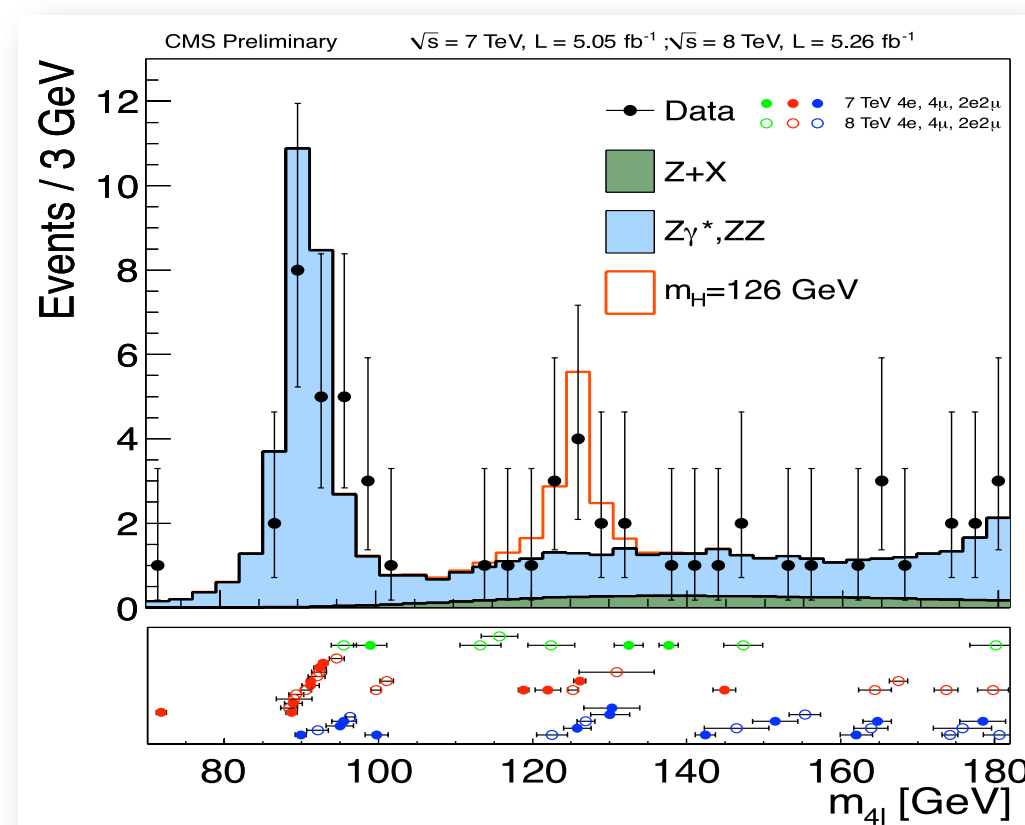 CMS Preliminary
√s = 7 TeV, L = 5.05 fb-1 ;√s = 8 TeV, L = 5.26 fb-1
Events / 3 GeV
12
10
8
6
4
2
0
Data
7 TeV 4e, 4μ, 2e2μ
8 TeV 4e, 4μ, 2e2μ
Z+X
Zγ*,ZZ
mH=126 GeV
80 100 120 140 160 180
m4l [GeV]